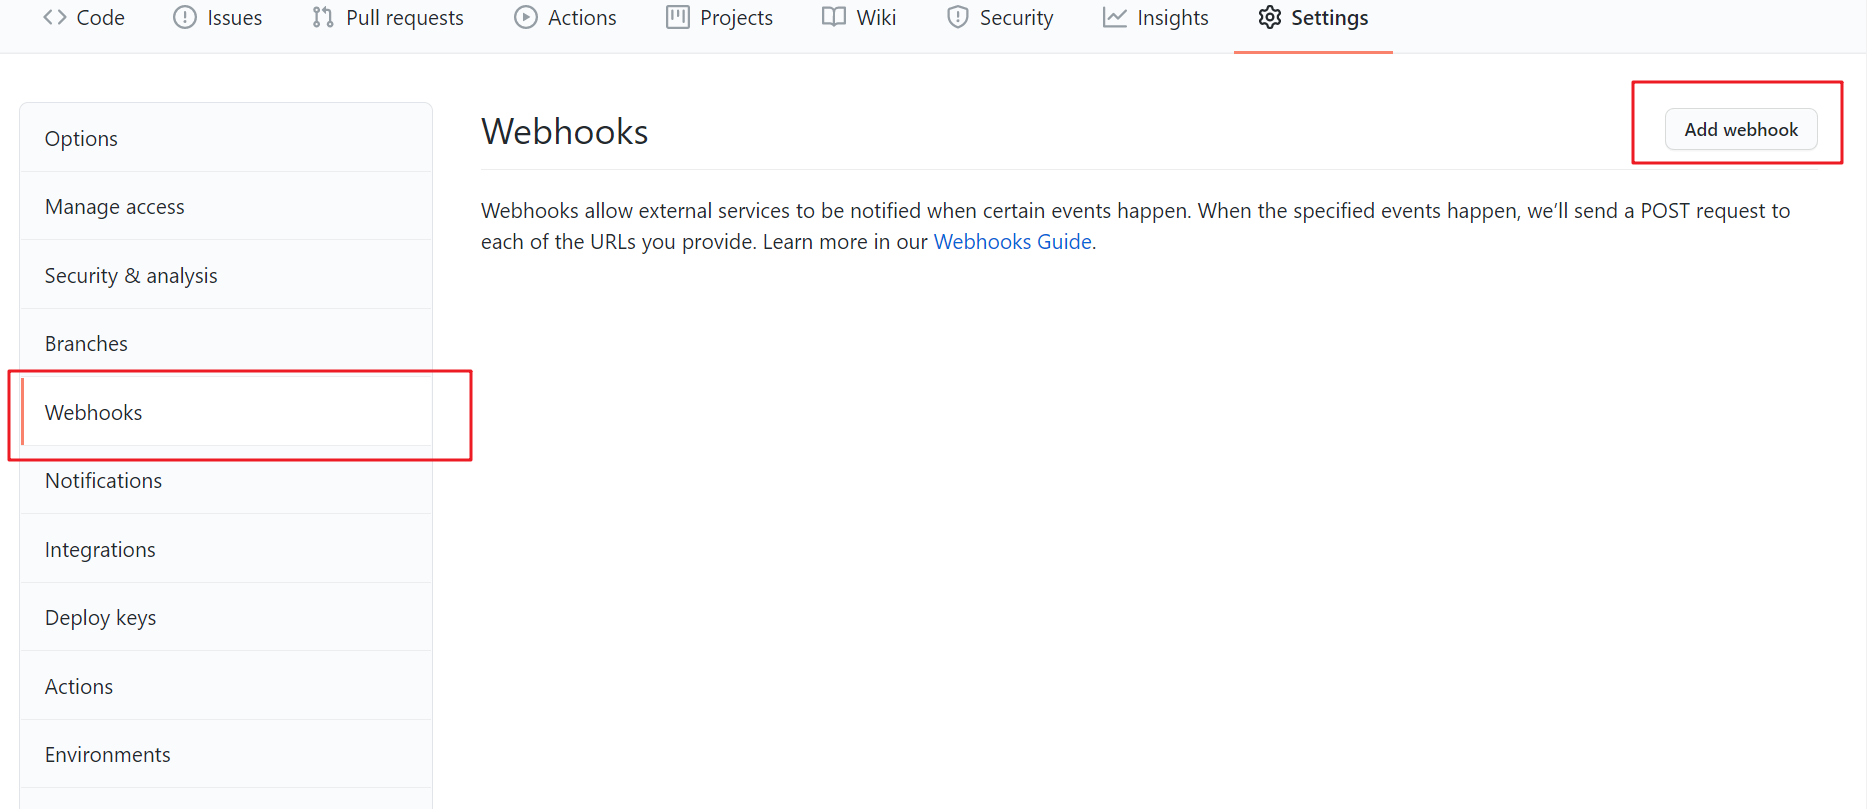 Code Issues Pull requests Actions Projects Wiki Security Insights Settings
Options
Manage access
Security & analysis
Branches
Webhooks
Notifications
Integrations
Deploy keys
Actions
Environments
Webhooks
Add webhook
Webhooks allow external services to be notified when certain events happen. When the specified events happen, we’ll send a POST request to
each of the URLs you provide. Learn more in our Webhooks Guide.